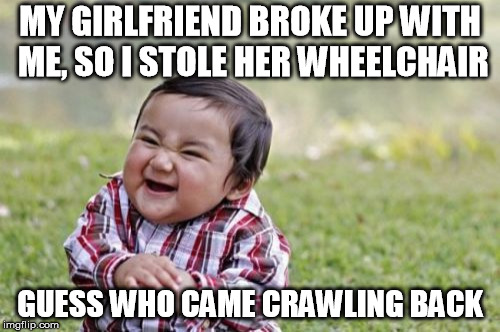 MY GIRLFRIEND BROKE UP WITH
ME, SO I STOLE HER WHEELCHAIR
GUESS WHO CAME CRAWLING BACK
imgflip.com